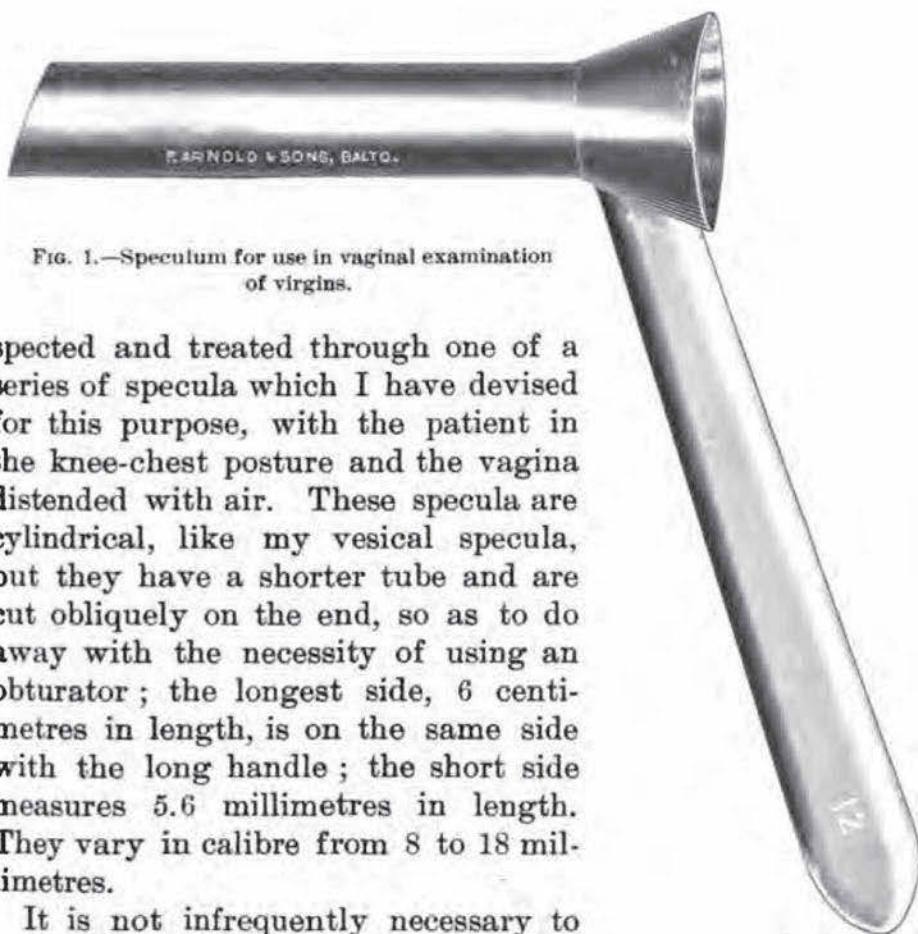 F. ARNOLD & SONS, BALTO.
FIG. 1.—Speculum for use in vaginal examination
of virgins.
spected and treated through one of a
series of specula which I have devised
for this purpose, with the patient in
the knee-chest posture and the vagina
distended with air. These specula are
cylindrical, like my vesical specula,
but they have a shorter tube and are
cut obliquely on the end, so as to do
away with the necessity of using an
obturator ; the longest side, 6 centi-
metres in length, is on the same side
with the long handle ; the short side
measures 5.6 millimetres in length.
They vary in calibre from 8 to 18 mil-
limetres.
It is not infrequently necessary to
12